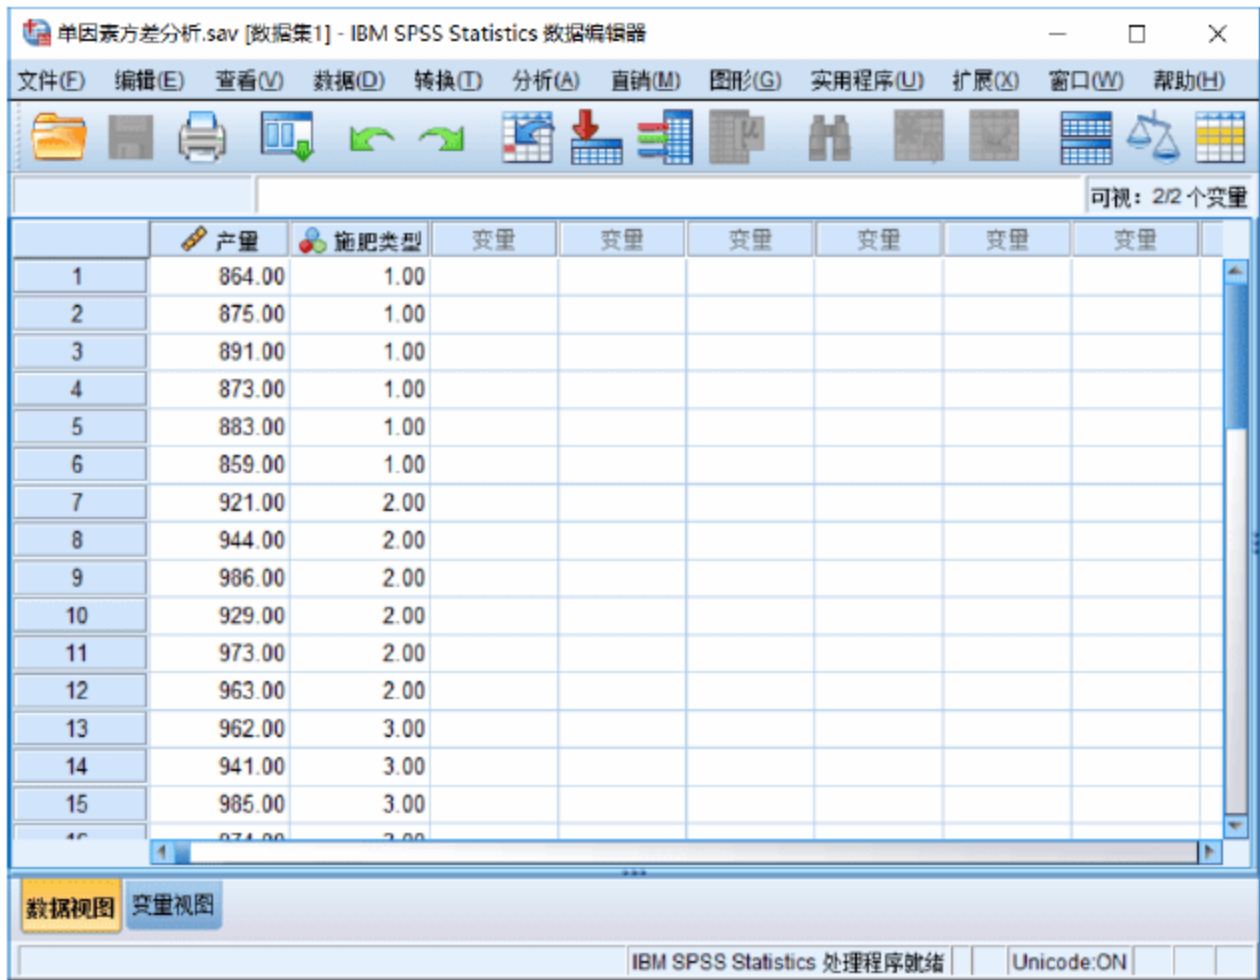 单因素方差分析.sav [数据集1] - IBM SPSS Statistics 数据编辑器
文件(F) 编辑(E) 查看(V) 数据(D) 转换(T) 分析(A) 直销(M) 图形(G) 实用程序(U) 扩展(X) 窗口(W) 帮助(H)
可视: 2/2 个变量
产量 施肥类型 变量 变量 变量 变量 变量 变量
1 864.00 1.00
2 875.00 1.00
3 891.00 1.00
4 873.00 1.00
5 883.00 1.00
6 859.00 1.00
7 921.00 2.00
8 944.00 2.00
9 986.00 2.00
10 929.00 2.00
11 973.00 2.00
12 963.00 2.00
13 962.00 3.00
14 941.00 3.00
15 985.00 3.00
数据视图 变量视图
IBM SPSS Statistics 处理程序就绪 Unicode:ON